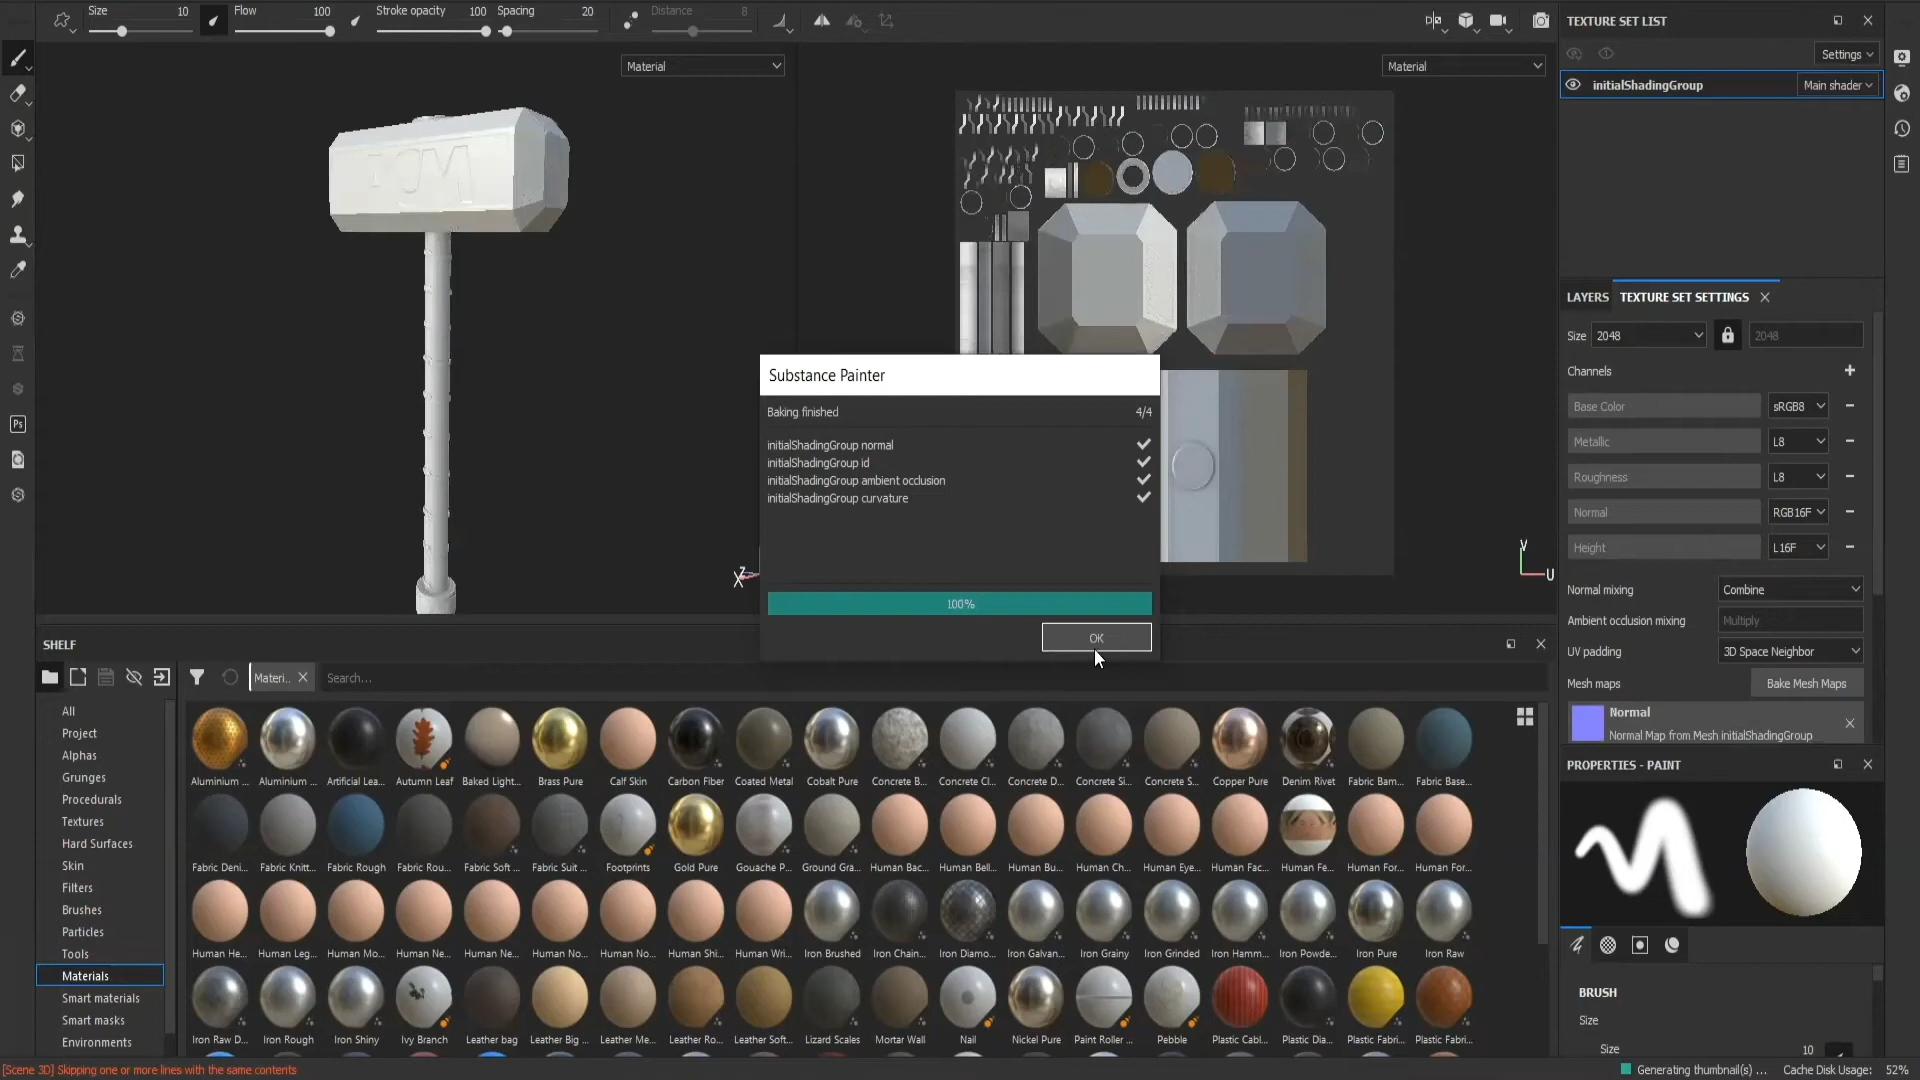 Size 10 Flow 100 Stroke opacity 100 Spacing 20 Distance 8
Material
Material
X Z
V
U
TEXTURE SET LIST
Settings
initialShadingGroup Main shader
LAYERS TEXTURE SET SETTINGS
Size 2048 2048
Channels
Base Color sRGB8
Metallic L8
Roughness L8
Normal RGB16F
Height L16F
Normal mixing Combine
Ambient occlusion mixing Multiply
UV padding 3D Space Neighbor
Mesh maps Bake Mesh Maps
Normal
Normal Map from Mesh initialShadingGroup
PROPERTIES - PAINT
BRUSH
Size
Size 10
Substance Painter
Baking finished 4/4
initialShadingGroup normal
initialShadingGroup id
initialShadingGroup ambient occlusion
initialShadingGroup curvature
100%
OK
Ps
SHELF
Materi.. Search...
All
Project
Alphas
Grunges
Procedurals
Textures
Hard Surfaces
Skin
Filters
Brushes
Particles
Tools
Materials
Smart materials
Smart masks
Environments
Aluminium ... Aluminium ... Artificial Lea... Autumn Leaf Baked Light... Brass Pure Calf Skin Carbon Fiber Coated Metal Cobalt Pure Concrete B... Concrete Cl... Concrete D... Concrete Si... Concrete S... Copper Pure Denim Rivet Fabric Bam... Fabric Base...
Fabric Deni... Fabric Knitt... Fabric Rough Fabric Rou... Fabric Soft ... Fabric Suit ... Footprints Gold Pure Gouache P... Ground Gra... Human Bac... Human Bell... Human Bu... Human Ch... Human Eye... Human Fac... Human Fe... Human For... Human For...
Human He... Human Leg... Human Mo... Human Ne... Human Ne... Human No... Human No... Human Shi... Human Wri... Iron Brushed Iron Chain... Iron Diamo... Iron Galvan... Iron Grainy Iron Grinded Iron Hamm... Iron Powde... Iron Pure Iron Raw
Iron Raw D... Iron Rough Iron Shiny Ivy Branch Leather bag Leather Big ... Leather Me... Leather Ro... Leather Soft... Lizard Scales Mortar Wall Nail Nickel Pure Paint Roller ... Pebble Plastic Cabl... Plastic Dia... Plastic Fabri... Plastic Fabri...
[Scene 3D] Skipping one or more lines with the same contents
Generating thumbnail(s) ... Cache Disk Usage: 52%